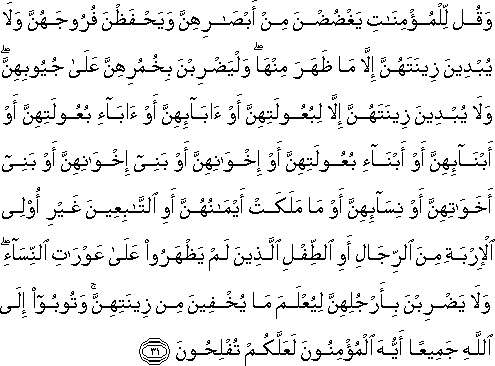 وَقُل لِّلْمُؤْمِنَٰتِ يَغْضُضْنَ مِنْ أَبْصَٰرِهِنَّ وَيَحْفَظْنَ فُرُوجَهُنَّ وَلَا
يُبْدِينَ زِينَتَهُنَّ إِلَّا مَا ظَهَرَ مِنْهَا ۖ وَلْيَضْرِبْنَ بِخُمُرِهِنَّ عَلَىٰ جُيُوبِهِنَّ ۖ
وَلَا يُبْدِينَ زِينَتَهُنَّ إِلَّا لِبُعُولَتِهِنَّ أَوْ ءَابَآئِهِنَّ أَوْ ءَابَآءِ بُعُولَتِهِنَّ أَوْ
أَبْنَآئِهِنَّ أَوْ أَبْنَآءِ بُعُولَتِهِنَّ أَوْ إِخْوَٰنِهِنَّ أَوْ بَنِىٓ إِخْوَٰنِهِنَّ أَوْ بَنِىٓ
أَخَوَٰتِهِنَّ أَوْ نِسَآئِهِنَّ أَوْ مَا مَلَكَتْ أَيْمَٰنُهُنَّ أَوِ ٱلتَّٰبِعِينَ غَيْرِ أُو۟لِى
ٱلْإِرْبَةِ مِنَ ٱلرِّجَالِ أَوِ ٱلطِّفْلِ ٱلَّذِينَ لَمْ يَظْهَرُوا۟ عَلَىٰ عَوْرَٰتِ ٱلنِّسَآءِ ۖ
وَلَا يَضْرِبْنَ بِأَرْجُلِهِنَّ لِيُعْلَمَ مَا يُخْفِينَ مِن زِينَتِهِنَّ ۚ وَتُوبُوٓا۟ إِلَى
ٱللَّهِ جَمِيعًا أَيُّهَ ٱلْمُؤْمِنُونَ لَعَلَّكُمْ تُفْلِحُونَ ﴿٣١﴾